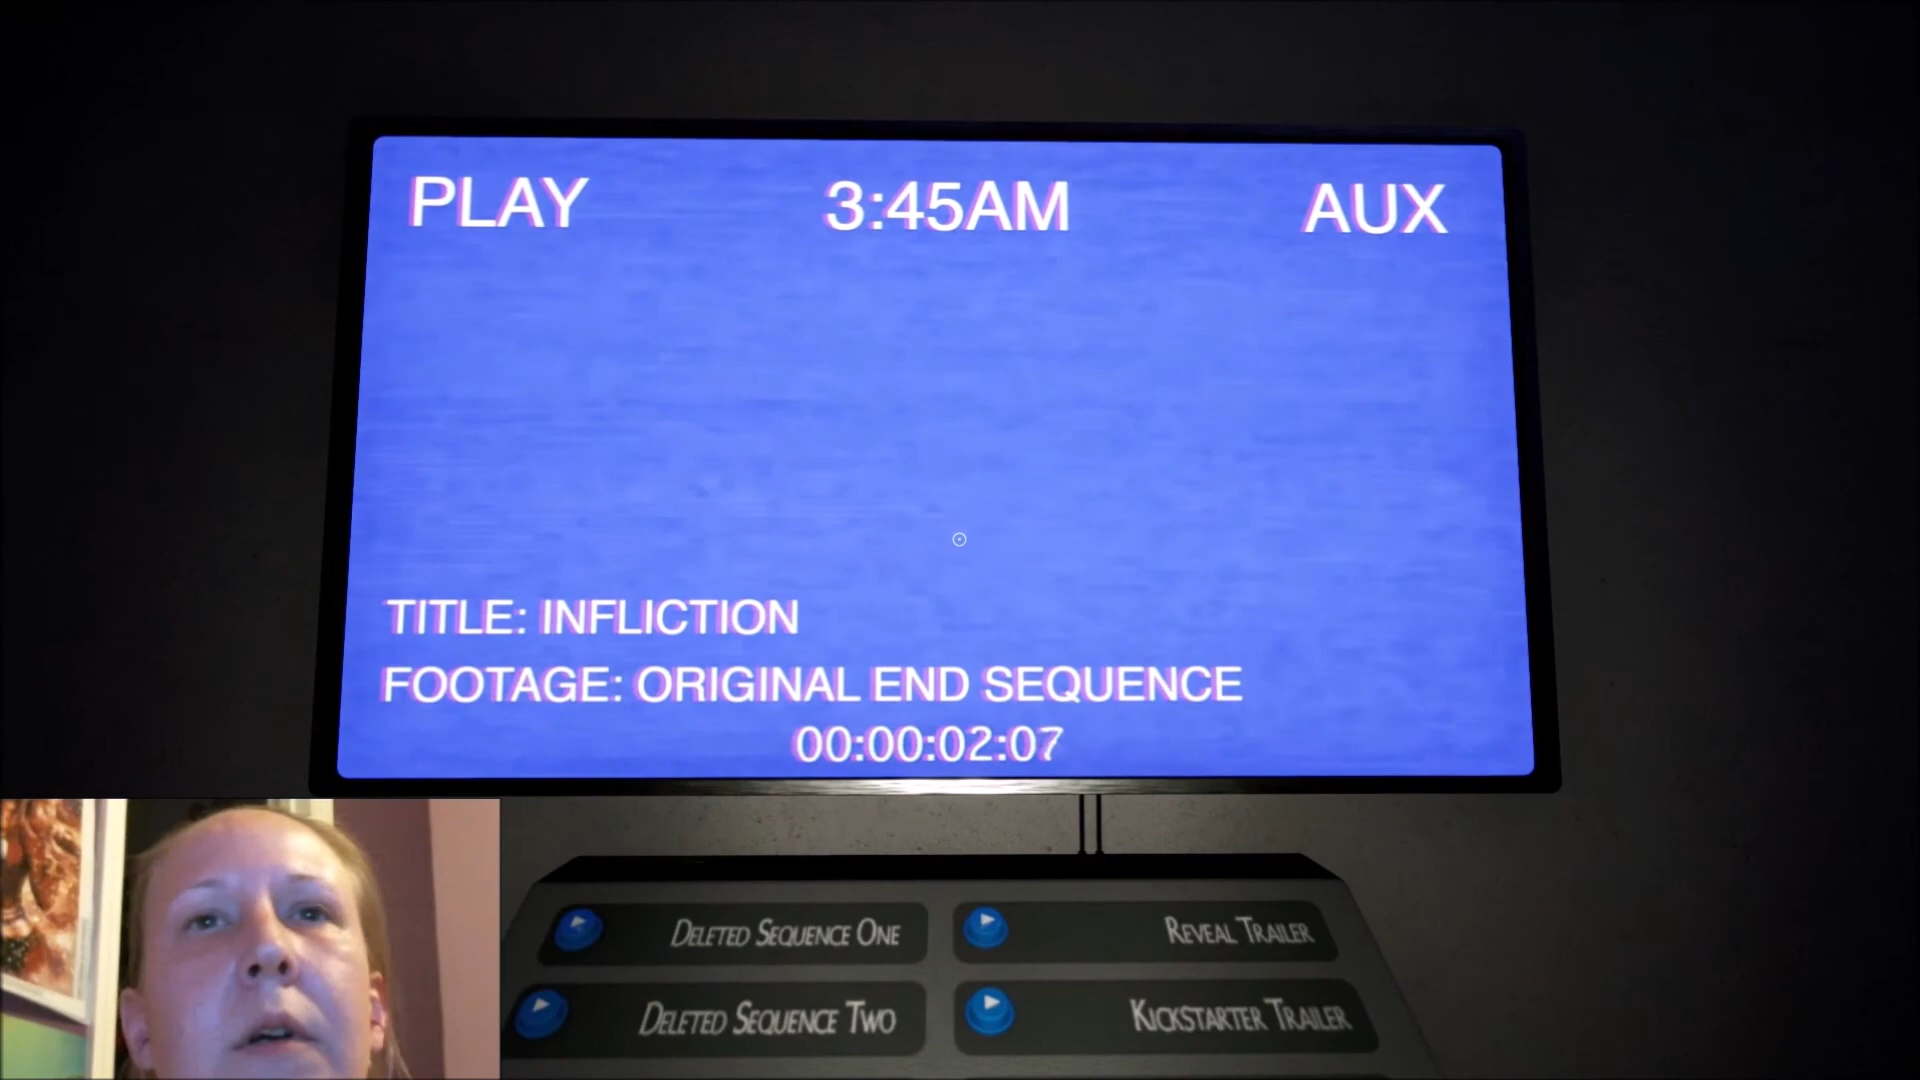 PLAY 3:45AM AUX
TITLE: INFLICTION
FOOTAGE: ORIGINAL END SEQUENCE
00:00:02:07
DELETED SEQUENCE ONE
REVEAL TRAILER
DELETED SEQUENCE TWO
KICKSTARTER TRAILER